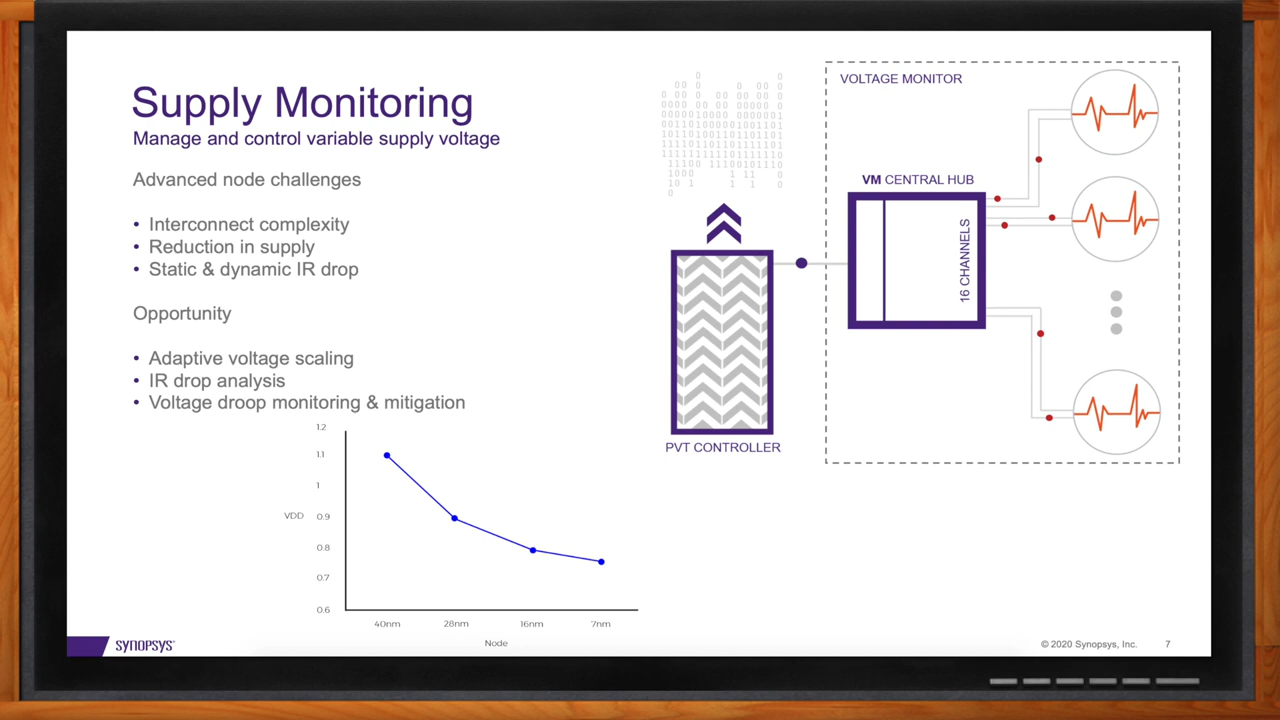 Supply Monitoring
Manage and control variable supply voltage
Advanced node challenges
• Interconnect complexity
• Reduction in supply
• Static & dynamic IR drop
Opportunity
• Adaptive voltage scaling
• IR drop analysis
• Voltage droop monitoring & mitigation
1.2
1.1
1
VDD 0.9
0.8
0.7
0.6
40nm 28nm 16nm 7nm
Node
PVT CONTROLLER
VOLTAGE MONITOR
VM CENTRAL HUB
16 CHANNELS
SYNOPSYS®
© 2020 Synopsys, Inc. 7